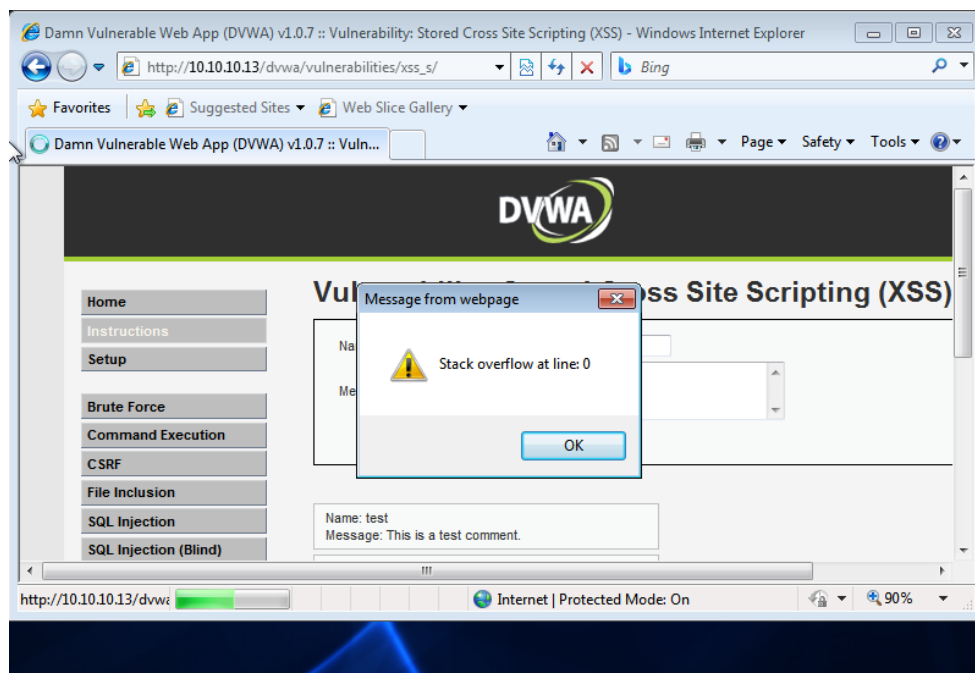 Damn Vulnerable Web App (DVWA) v1.0.7 :: Vulnerability: Stored Cross Site Scripting (XSS) - Windows Internet Explorer
http://10.10.10.13/dvwa/vulnerabilities/xss_s/ Bing
Favorites Suggested Sites Web Slice Gallery
Damn Vulnerable Web App (DVWA) v1.0.7 :: Vuln... Page Safety Tools
DVWA
Vul oss Site Scripting (XSS)
Home
Instructions
Setup
Brute Force
Command Execution
CSRF
File Inclusion
SQL Injection
SQL Injection (Blind)
Na
Me
Message from webpage
Stack overflow at line: 0
OK
Name: test
Message: This is a test comment.
http://10.10.10.13/dvwa Internet | Protected Mode: On 90%